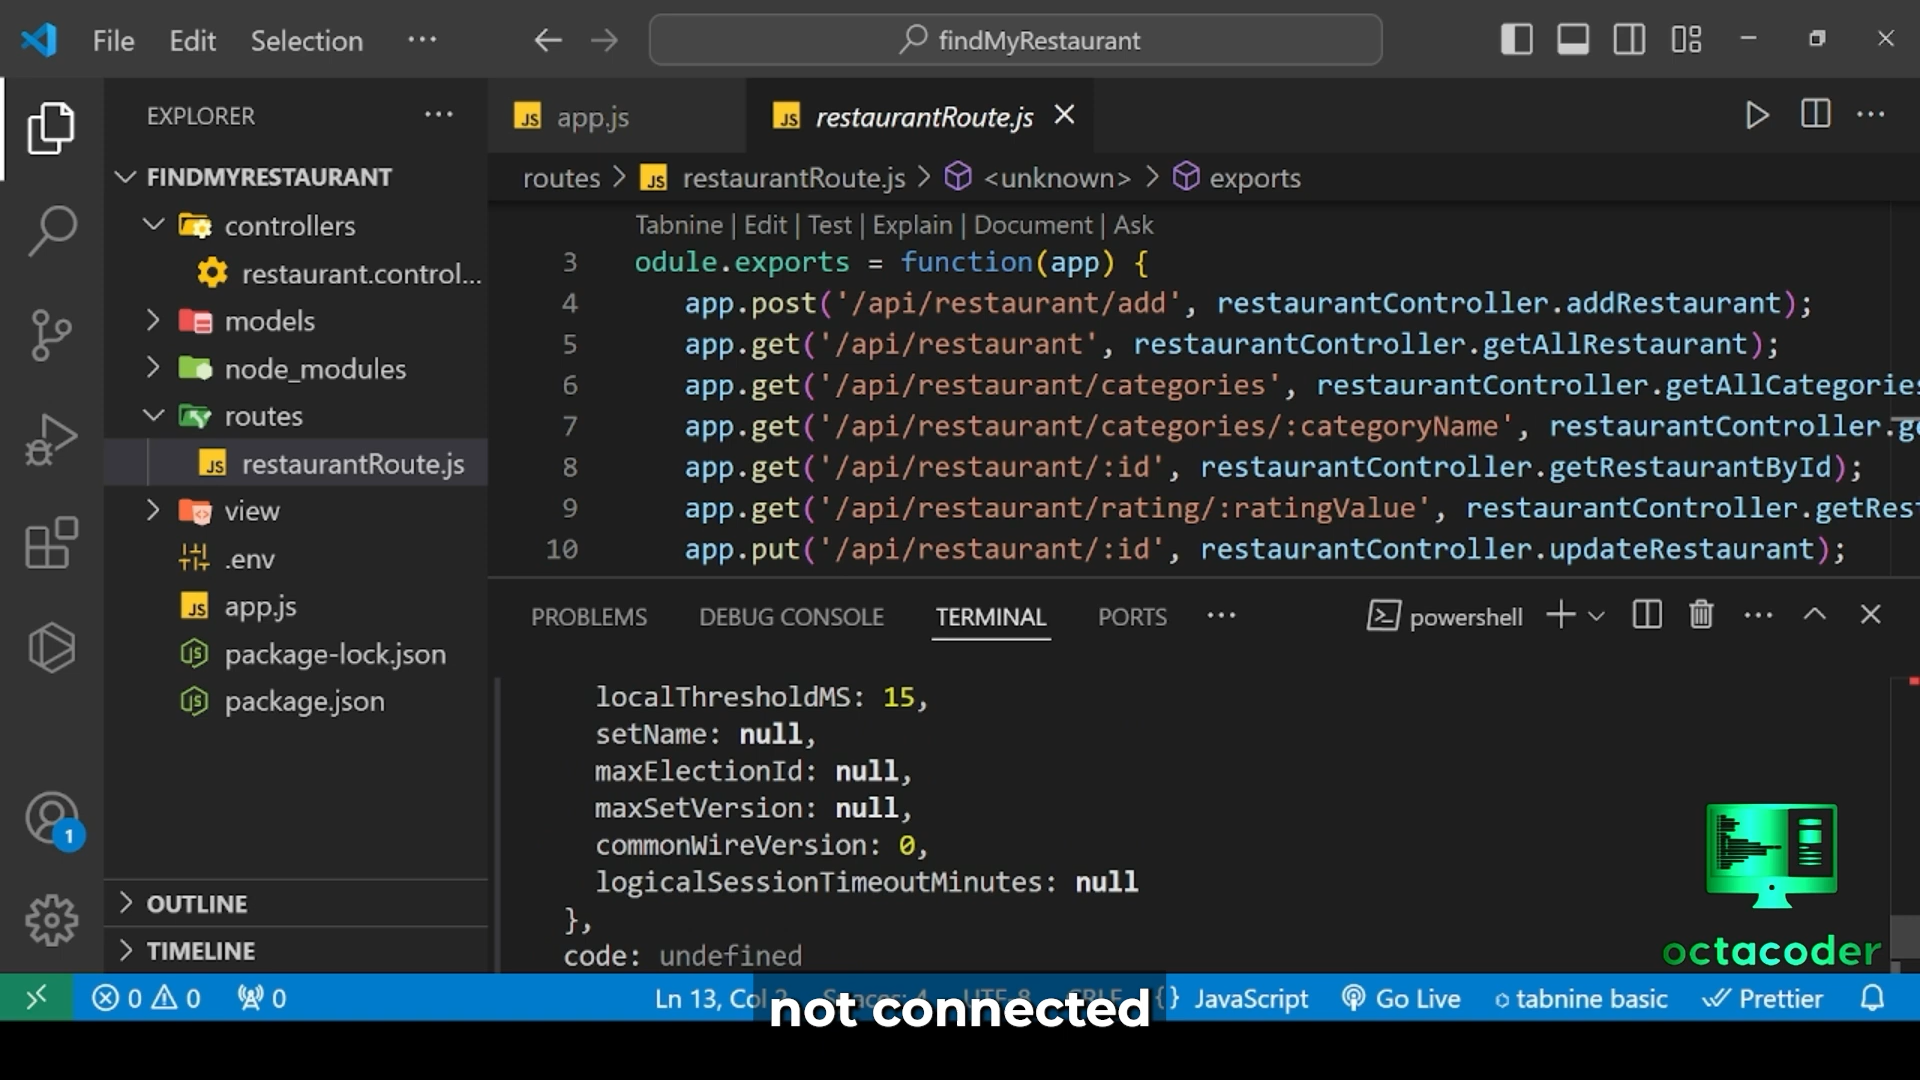 File Edit Selection ··· findMyRestaurant
EXPLORER ···
FINDMYRESTAURANT
controllers
restaurant.control...
models
node_modules
routes
restaurantRoute.js
view
.env
app.js
package-lock.json
package.json
OUTLINE
TIMELINE
1
app.js restaurantRoute.js
routes > restaurantRoute.js > <unknown> > exports
Tabnine | Edit | Test | Explain | Document | Ask
3 odule.exports = function(app) {
4 app.post('/api/restaurant/add', restaurantController.addRestaurant);
5 app.get('/api/restaurant', restaurantController.getAllRestaurant);
6 app.get('/api/restaurant/categories', restaurantController.getAllCategories
7 app.get('/api/restaurant/categories/:categoryName', restaurantController.ge
8 app.get('/api/restaurant/:id', restaurantController.getRestaurantById);
9 app.get('/api/restaurant/rating/:ratingValue', restaurantController.getRes
10 app.put('/api/restaurant/:id', restaurantController.updateRestaurant);
PROBLEMS DEBUG CONSOLE TERMINAL PORTS ··· powershell
localThresholdMS: 15,
setName: null,
maxElectionId: null,
maxSetVersion: null,
commonWireVersion: 0,
logicalSessionTimeoutMinutes: null
},
code: undefined
octacoder
0 0 0 Ln 13, Col JavaScript Go Live tabnine basic Prettier
not connected